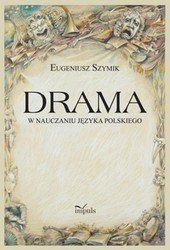 EUGENIUSZ SZYMIK
DRAMA
W NAUCZANIU JĘZYKA POLSKIEGO
impuls